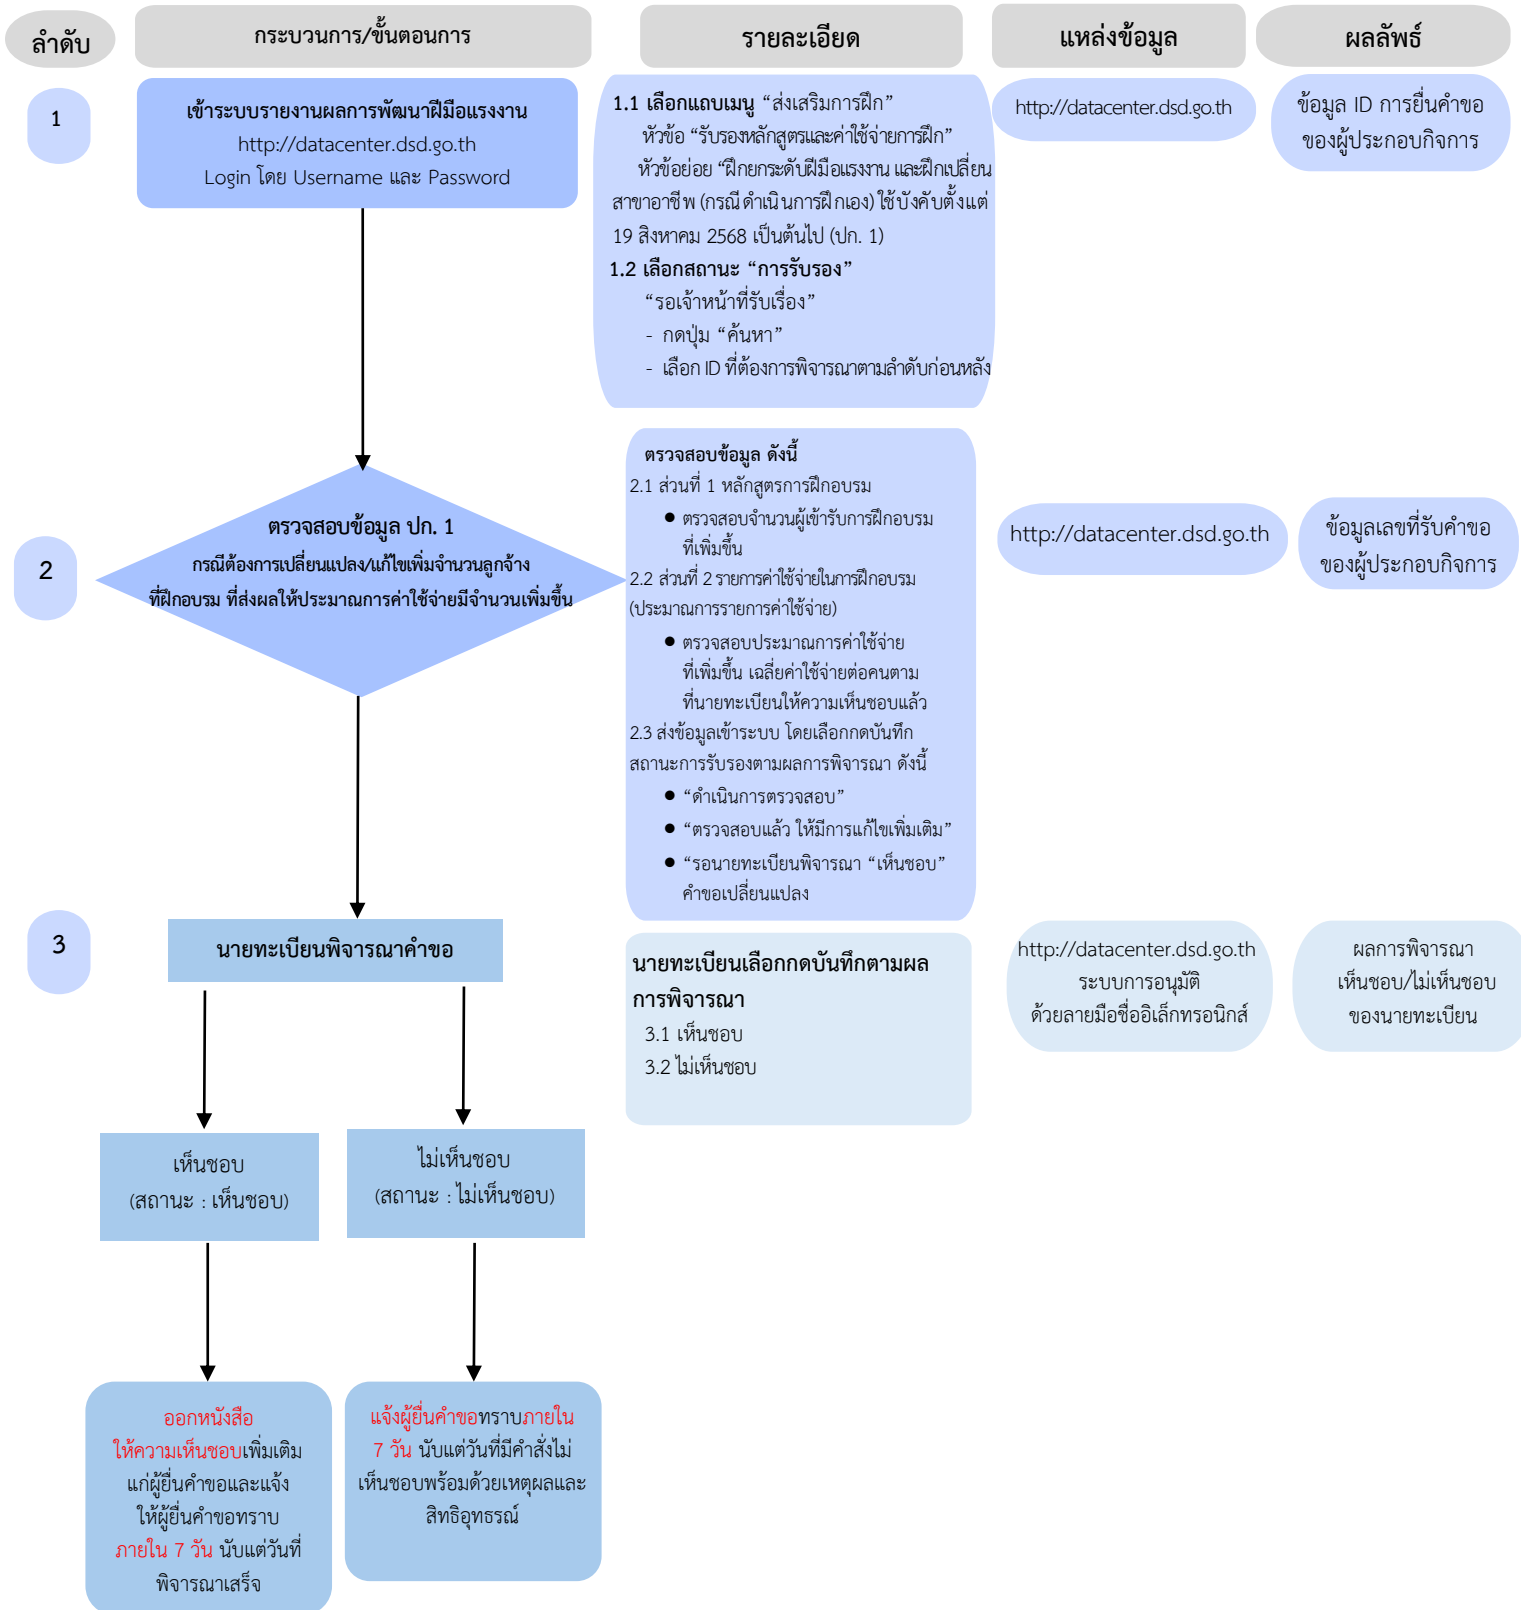 ลำดับ
กระบวนการ/ขั้นตอนการ
รายละเอียด
แหล่งข้อมูล
ผลลัพธ์
1
เข้าระบบรายงานผลการพัฒนาฝีมือแรงงาน
http://datacenter.dsd.go.th
Login โดย Username และ Password
1.1 เลือกแถบเมนู “ส่งเสริมการฝึก”
หัวข้อ “รับรองหลักสูตรและค่าใช้จ่ายการฝึก”
หัวข้อย่อย “ฝึกยกระดับฝีมือแรงงาน และฝึกเปลี่ยน
สาขาอาชีพ (กรณีดำเนินการฝึกเอง) ใช้บังคับตั้งแต่
19 สิงหาคม 2568 เป็นต้นไป (ปก. 1)
1.2 เลือกสถานะ “การรับรอง”
“รอเจ้าหน้าที่รับเรื่อง”
- กดปุ่ม “ค้นหา”
- เลือก ID ที่ต้องการพิจารณาตามลำดับก่อนหลัง
http://datacenter.dsd.go.th
ข้อมูล ID การยื่นคำขอ
ของผู้ประกอบกิจการ
2
ตรวจสอบข้อมูล ปก. 1
กรณีต้องการเปลี่ยนแปลง/แก้ไขเพิ่มจำนวนลูกจ้าง
ที่ฝึกอบรม ที่ส่งผลให้ประมาณการค่าใช้จ่ายมีจำนวนเพิ่มขึ้น
ตรวจสอบข้อมูล ดังนี้
2.1 ส่วนที่ 1 หลักสูตรการฝึกอบรม
● ตรวจสอบจำนวนผู้เข้ารับการฝึกอบรม
ที่เพิ่มขึ้น
2.2 ส่วนที่ 2 รายการค่าใช้จ่ายในการฝึกอบรม
(ประมาณการรายการค่าใช้จ่าย)
● ตรวจสอบประมาณการค่าใช้จ่าย
ที่เพิ่มขึ้น เฉลี่ยค่าใช้จ่ายต่อคนตาม
ที่นายทะเบียนให้ความเห็นชอบแล้ว
2.3 ส่งข้อมูลเข้าระบบ โดยเลือกกดบันทึก
สถานะการรับรองตามผลการพิจารณา ดังนี้
● “ดำเนินการตรวจสอบ”
● “ตรวจสอบแล้ว ให้มีการแก้ไขเพิ่มเติม”
● “รอนายทะเบียนพิจารณา “เห็นชอบ”
คำขอเปลี่ยนแปลง
http://datacenter.dsd.go.th
ข้อมูลเลขที่รับคำขอ
ของผู้ประกอบกิจการ
3
นายทะเบียนพิจารณาคำขอ
นายทะเบียนเลือกกดบันทึกตามผล
การพิจารณา
3.1 เห็นชอบ
3.2 ไม่เห็นชอบ
http://datacenter.dsd.go.th
ระบบการอนุมัติ
ด้วยลายมือชื่ออิเล็กทรอนิกส์
ผลการพิจารณา
เห็นชอบ/ไม่เห็นชอบ
ของนายทะเบียน
เห็นชอบ
(สถานะ : เห็นชอบ)
ไม่เห็นชอบ
(สถานะ : ไม่เห็นชอบ)
ออกหนังสือ
ให้ความเห็นชอบเพิ่มเติม
แก่ผู้ยื่นคำขอและแจ้ง
ให้ผู้ยื่นคำขอทราบ
ภายใน 7 วัน นับแต่วันที่
พิจารณาเสร็จ
แจ้งผู้ยื่นคำขอทราบภายใน
7 วัน นับแต่วันที่มีคำสั่งไม่
เห็นชอบพร้อมด้วยเหตุผลและ
สิทธิอุทธรณ์